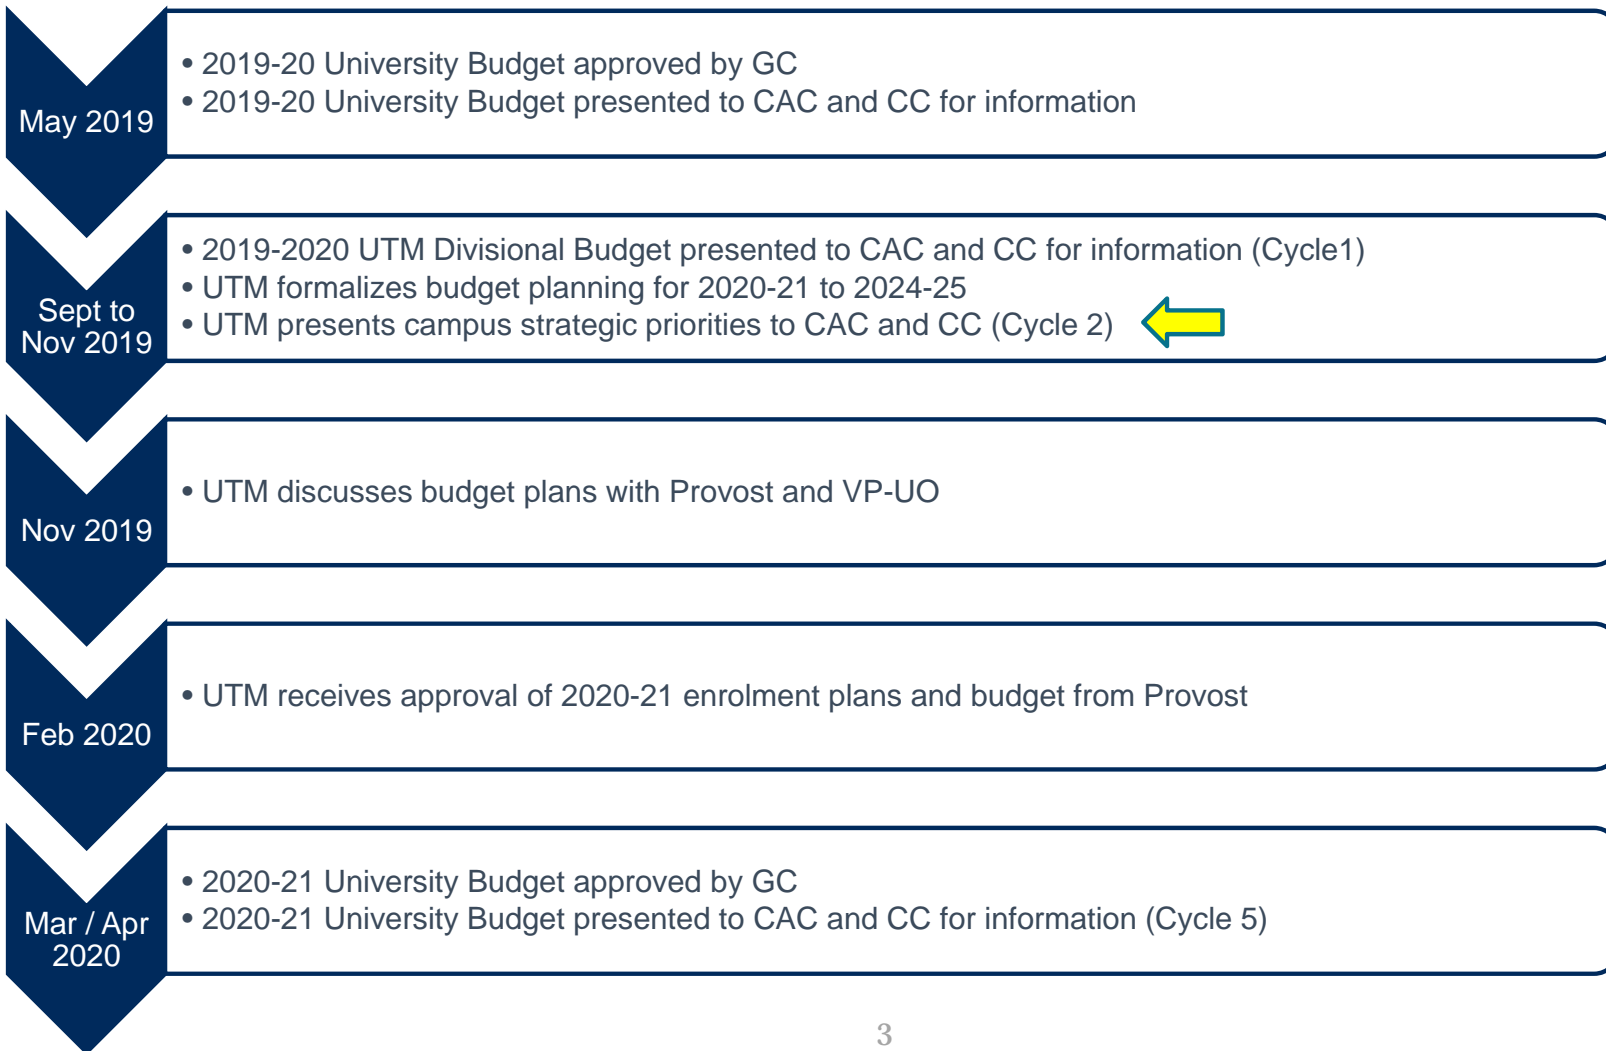 May 2019
• 2019-20 University Budget approved by GC
• 2019-20 University Budget presented to CAC and CC for information
Sept to
Nov 2019
• 2019-2020 UTM Divisional Budget presented to CAC and CC for information (Cycle1)
• UTM formalizes budget planning for 2020-21 to 2024-25
• UTM presents campus strategic priorities to CAC and CC (Cycle 2)
Nov 2019
• UTM discusses budget plans with Provost and VP-UO
Feb 2020
• UTM receives approval of 2020-21 enrolment plans and budget from Provost
Mar / Apr
2020
• 2020-21 University Budget approved by GC
• 2020-21 University Budget presented to CAC and CC for information (Cycle 5)
3